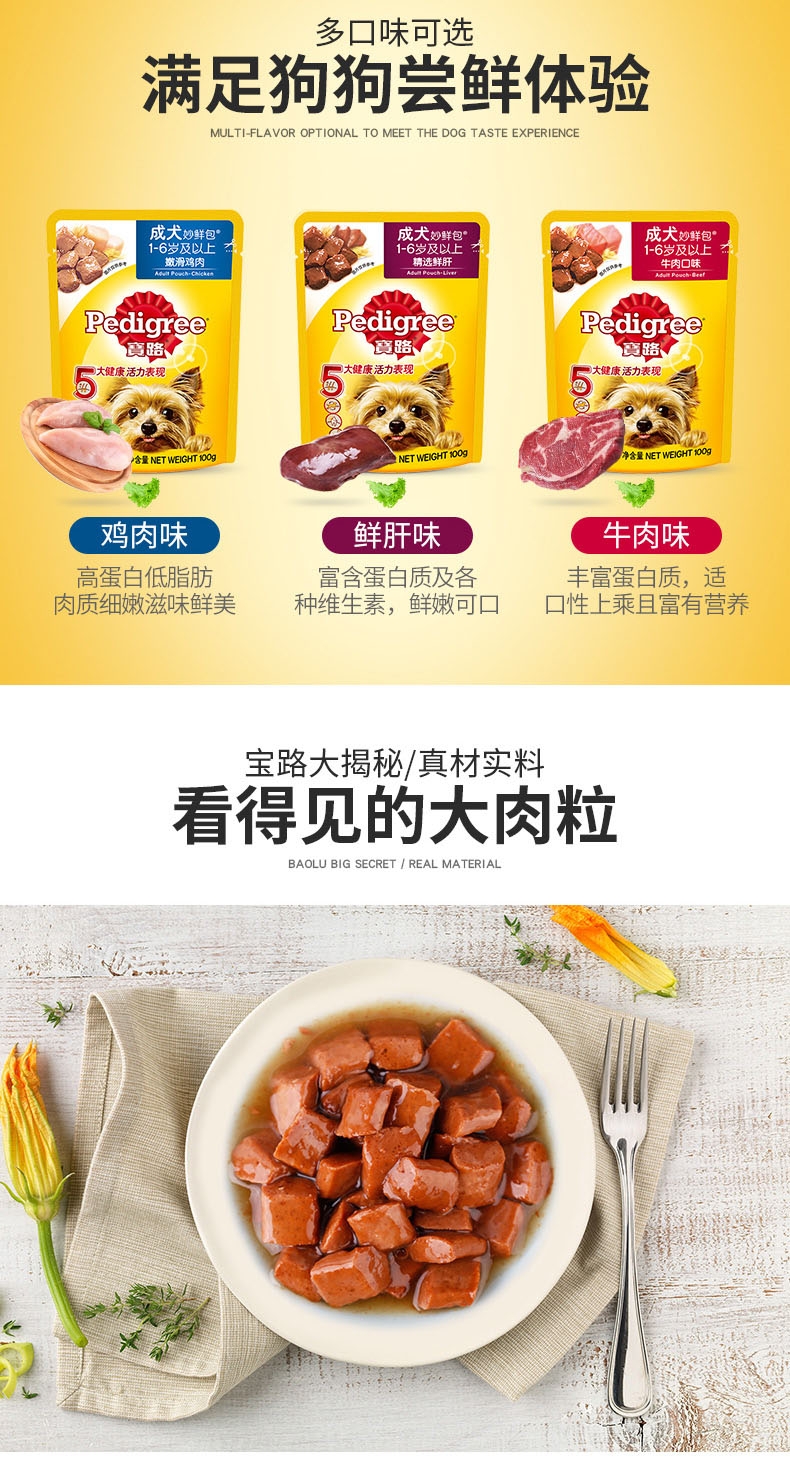 多口味可选
满足狗狗尝鲜体验
MULTI-FLAVOR OPTIONAL TO MEET THE DOG TASTE EXPERIENCE
成犬妙鲜包®
1-6岁及以上
嫩滑鸡肉
Adult Pouch-Chicken
Pedigree®
寶路
5大健康 活力表现
净含量 NET WEIGHT 100g
成犬妙鲜包®
1-6岁及以上
精选鲜肝
Adult Pouch-Liver
Pedigree®
寶路
5大健康 活力表现
含量 NET WEIGHT 100g
成犬妙鲜包®
1-6岁及以上
牛肉口味
Adult Pouch-Beef
Pedigree®
寶路
5大健康 活力表现
净含量 NET WEIGHT 100g
鸡肉味
高蛋白低脂肪
肉质细嫩滋味鲜美
鲜肝味
富含蛋白质及各
种维生素，鲜嫩可口
牛肉味
丰富蛋白质，适
口性上乘且富有营养
宝路大揭秘/真材实料
看得见的大肉粒
BAOLU BIG SECRET / REAL MATERIAL